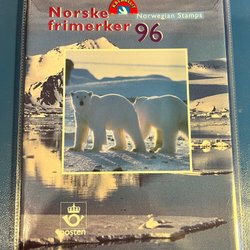 Norske
Norwegian Stamps
frimerker 96
posten